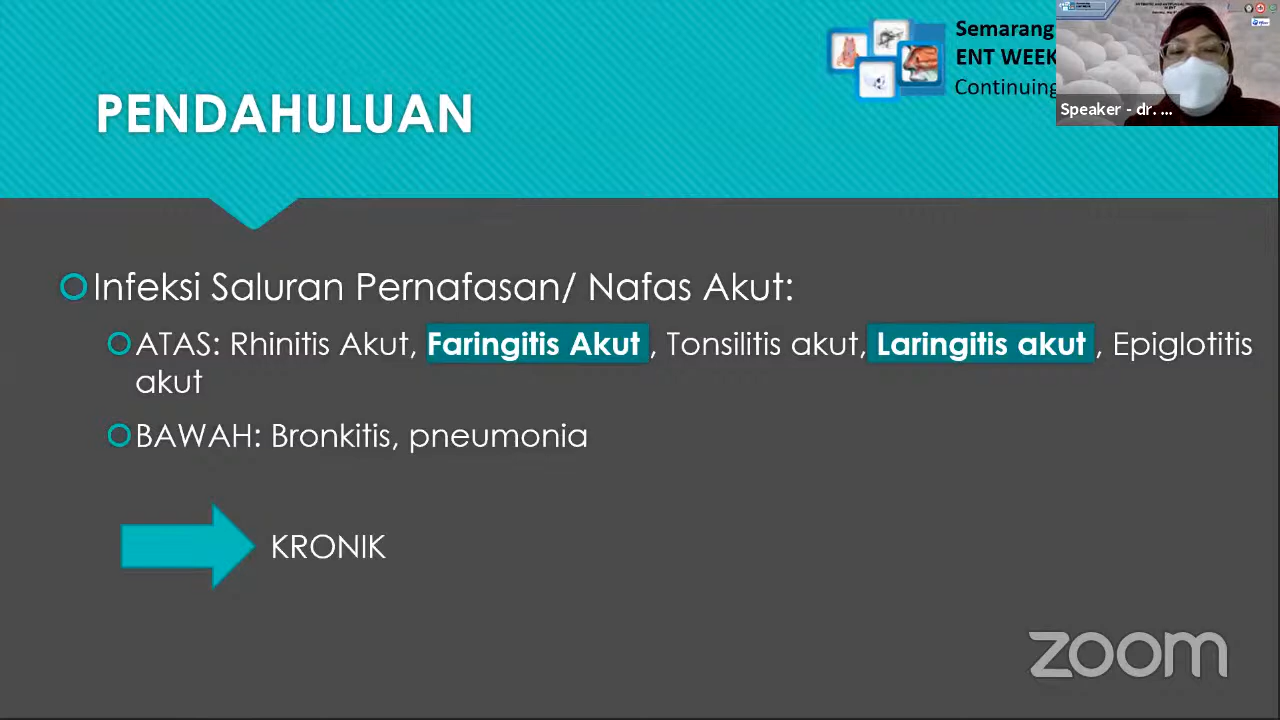 Semarang
ENT WEEK
Continuing
Speaker - dr. ...
PENDAHULUAN
Infeksi Saluran Pernafasan/ Nafas Akut:
ATAS: Rhinitis Akut, Faringitis Akut , Tonsilitis akut, Laringitis akut , Epiglotitis
akut
BAWAH: Bronkitis, pneumonia
KRONIK
zoom